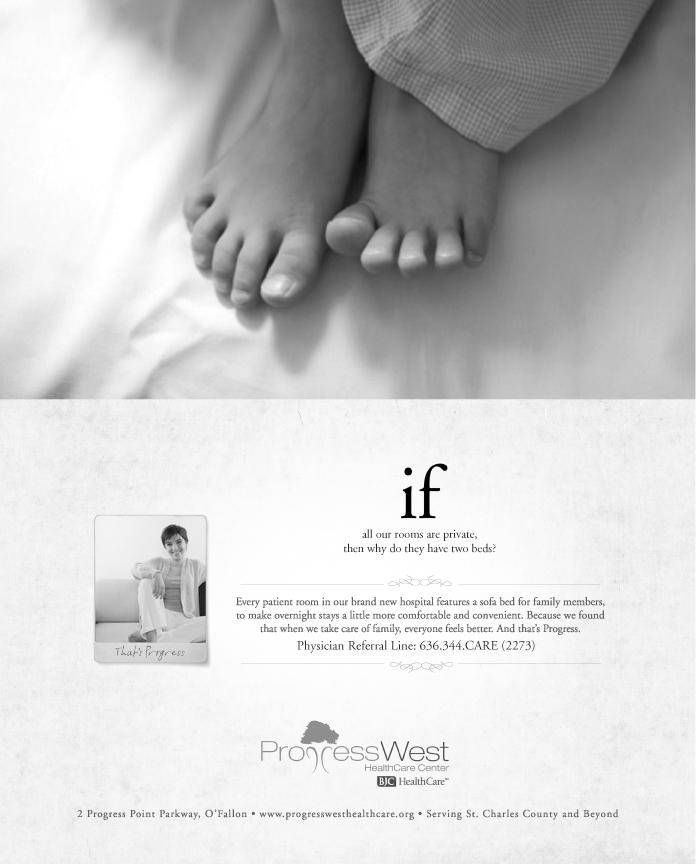 if
all our rooms are private,
then why do they have two beds?
Every patient room in our brand new hospital features a sofa bed for family members,
to make overnight stays a little more comfortable and convenient. Because we found
that when we take care of family, everyone feels better. And that's Progress.
Physician Referral Line: 636.344.CARE (2273)
That's Progress
ProgressWest
HealthCare Center
BJC HealthCare℠
2 Progress Point Parkway, O'Fallon • www.progresswesthealthcare.org • Serving St. Charles County and Beyond